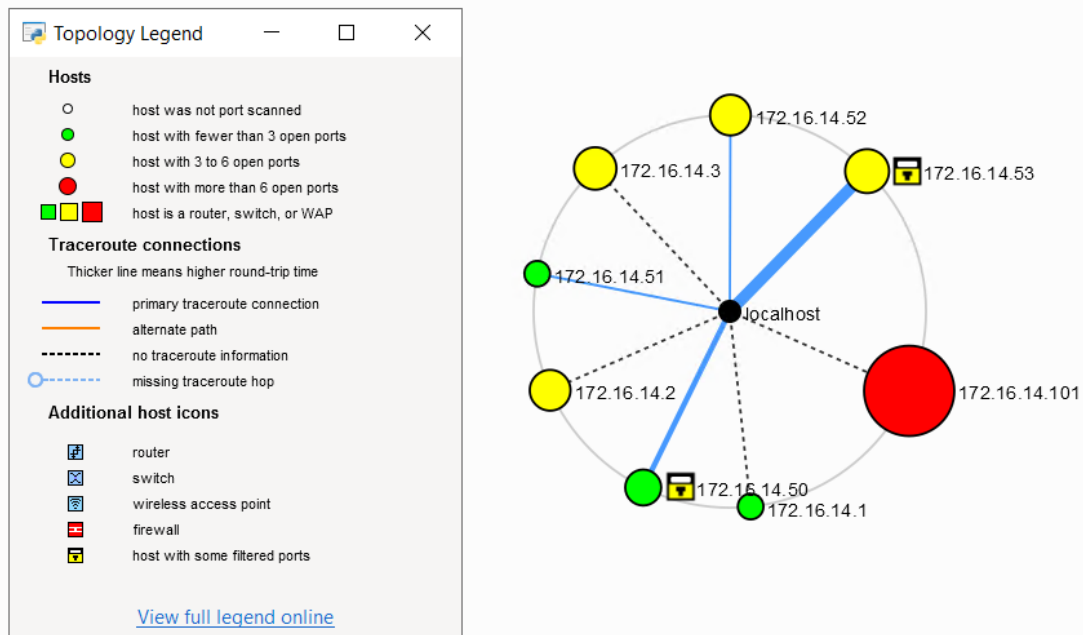 Topology Legend
Hosts
host was not port scanned
host with fewer than 3 open ports
host with 3 to 6 open ports
host with more than 6 open ports
host is a router, switch, or WAP
Traceroute connections
Thicker line means higher round-trip time
primary traceroute connection
alternate path
no traceroute information
missing traceroute hop
Additional host icons
router
switch
wireless access point
firewall
host with some filtered ports
View full legend online
172.16.14.52
172.16.14.3
172.16.14.53
172.16.14.51
localhost
172.16.14.2
172.16.14.101
172.16.14.50
172.16.14.1